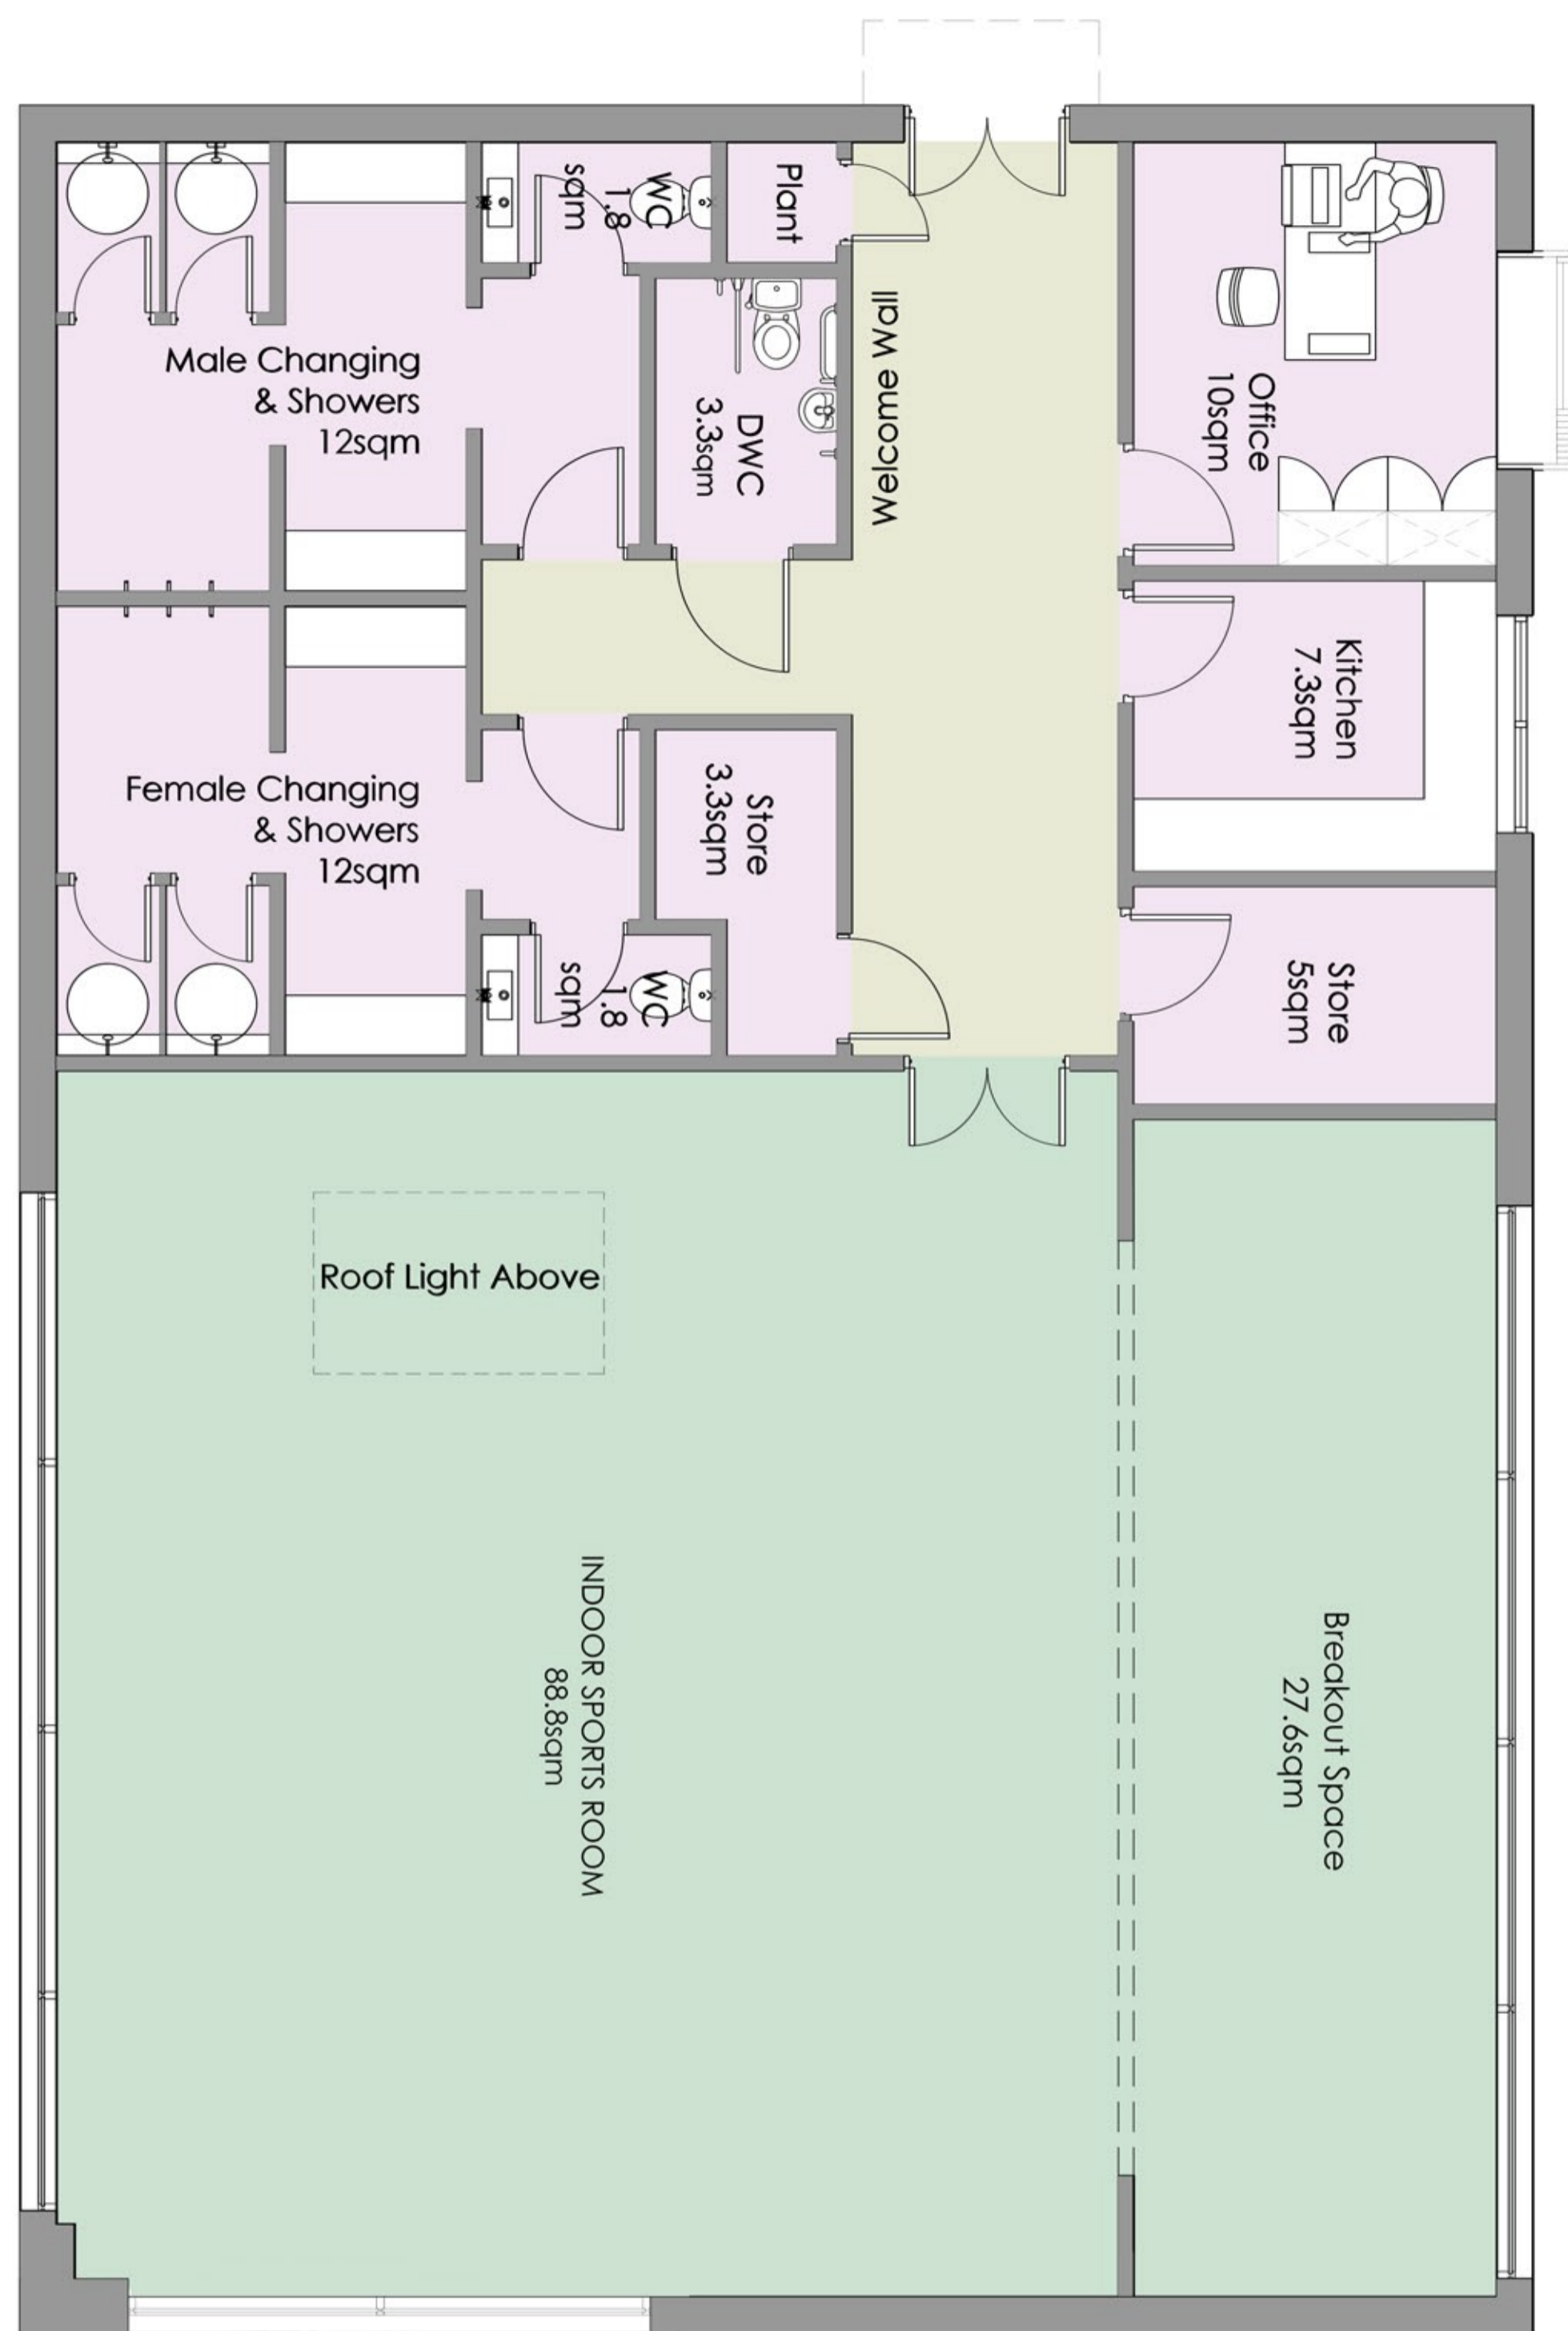 WC
1.8
sqm
Plant
Male Changing
& Showers
12sqm
DWC
3.3sqm
Welcome Wall
Office
10sqm
Kitchen
7.3sqm
Female Changing
& Showers
12sqm
Store
3.3sqm
WC
1.8
sqm
Store
5sqm
Roof Light Above
INDOOR SPORTS ROOM
88.8sqm
Breakout Space
27.6sqm